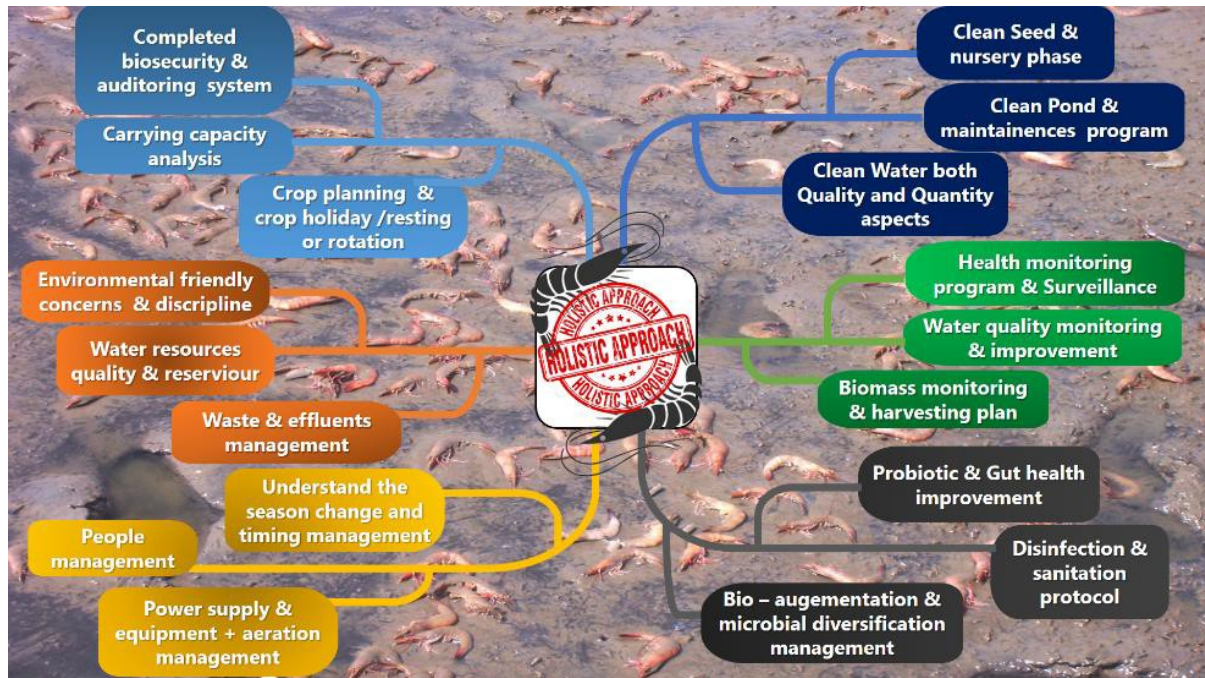 Completed
biosecurity &
auditoring system
Carrying capacity
analysis
Crop planning &
crop holiday /resting
or rotation
Clean Seed &
nursery phase
Clean Pond &
maintainences program
Clean Water both
Quality and Quantity
aspects
Environmental friendly
concerns & discripline
Water resources
quality & reserviour
Waste & effluents
management
HOLISTIC APPROACH
HOLISTIC APPROACH
HOLISTIC APPROACH
Health monitoring
program & Surveillance
Water quality monitoring
& improvement
Biomass monitoring
& harvesting plan
Understand the
season change and
timing management
People
management
Power supply &
equipment + aeration
management
Probiotic & Gut health
improvement
Disinfection &
sanitation
protocol
Bio – augementation &
microbial diversification
management